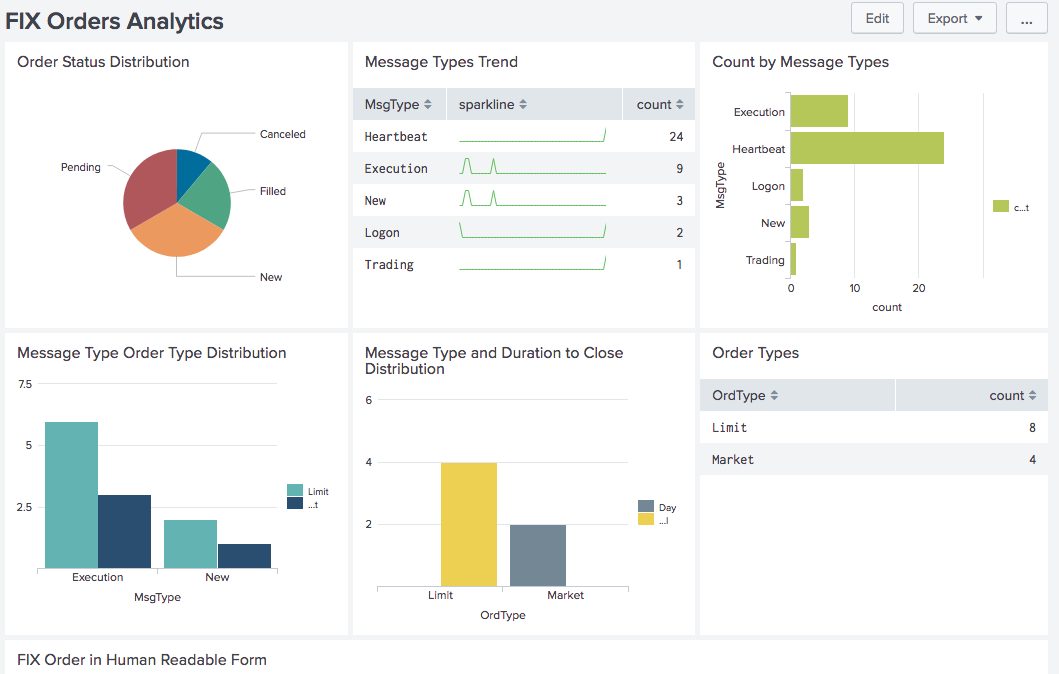 FIX Orders Analytics
Edit
Export
...
Order Status Distribution
Canceled
Pending
Filled
New
Message Types Trend
MsgType sparkline count
Heartbeat 24
Execution 9
New 3
Logon 2
Trading 1
Count by Message Types
MsgType
Execution
Heartbeat
Logon
New
Trading
0 10 20
count
c...t
Message Type Order Type Distribution
7.5
5
2.5
Execution New
MsgType
Limit
...t
Message Type and Duration to Close
Distribution
6
4
2
Limit Market
OrdType
Day
...l
Order Types
OrdType count
Limit 8
Market 4
FIX Order in Human Readable Form